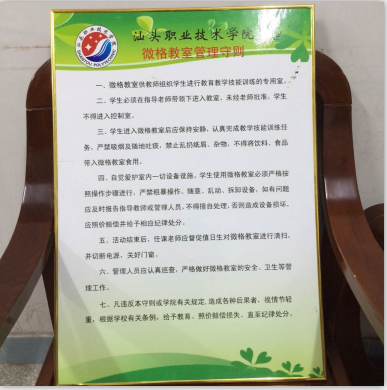 汕头职业技术学院
微格教室管理守则
一、微格教室供教师组织学生进行教育教学技能训练的专用室。
二、学生必须在指导老师带领下进入教室，未经老师批准，学生
不得进入控制室。
三、学生进入微格教室后应保持安静，认真完成教学技能训练任
务，严禁吸烟及随地吐痰，禁止乱扔纸屑、杂物，不得将饮料、食品
带入微格教室食用。
四、自觉爱护室内一切设备设施。学生使用微格教室必须严格按
照操作步骤进行，严禁粗暴操作、随意、乱动、拆卸设备，如有问题
应及时报告指导教师或管理人员，不得擅自处理，否则造成设备损坏，
应照价赔偿并给予相应纪律处分。
五、活动结束后，任课老师应督促值日生对微格教室进行清扫，
并切断电源，关好门窗。
六、管理人员应认真巡查，严格做好微格教室的安全、卫生等管
理工作。
七、凡违反本守则或学院有关规定，造成各种后果者，视情节轻
重，根据学校有关条例，给予教育、照价赔偿损失、直至纪律处分。